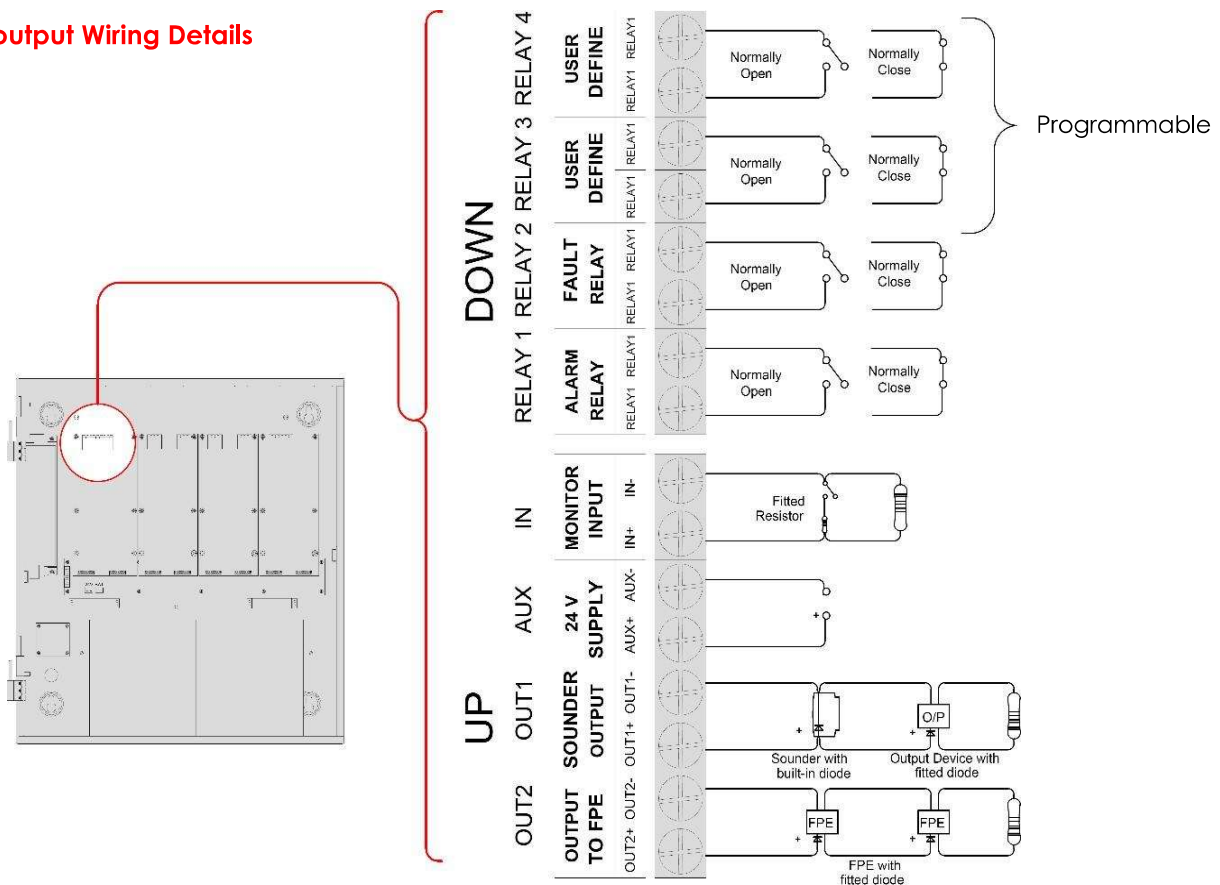 output Wiring Details
DOWN
RELAY 4
USER
DEFINE
RELAY1
RELAY1
Normally
Open
Normally
Close
RELAY 3
USER
DEFINE
RELAY1
RELAY1
Normally
Open
Normally
Close
Programmable
RELAY 2
FAULT
RELAY
RELAY1
RELAY1
Normally
Open
Normally
Close
RELAY 1
ALARM
RELAY
RELAY1
RELAY1
Normally
Open
Normally
Close
UP
IN
MONITOR
INPUT
IN-
IN+
Fitted
Resistor
AUX
24 V
SUPPLY
AUX-
AUX+
+
OUT1
SOUNDER
OUTPUT
OUT1-
OUT1+
+
Sounder with
built-in diode
O/P
+
Output Device with
fitted diode
OUT2
OUTPUT
TO FPE
OUT2-
OUT2+
FPE
+
FPE
+
FPE with
fitted diode